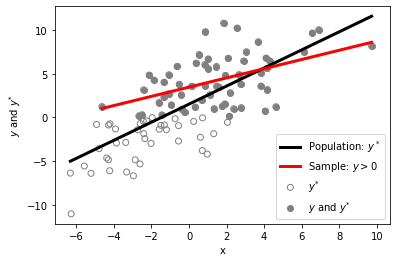 y and y*
10
5
0
−5
−10
Population: y*
Sample: y > 0
y*
y and y*
−6 −4 −2 0 2 4 6 8 10
x